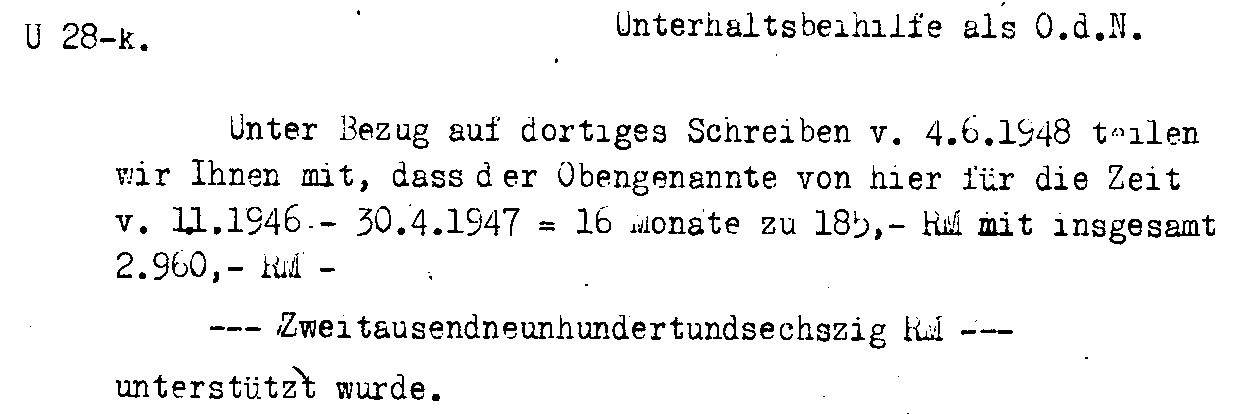 U 28-k.
Unterhaltsbeihilfe als O.d.N.
Unter Bezug auf dortiges Schreiben v. 4.6.1948 teilen
wir Ihnen mit, dass der Obengenannte von hier für die Zeit
v. 1.1.1946 - 30.4.1947 = 16 Monate zu 185,- RM mit insgesamt
2.960,- RM -
--- Zweitausendneunhundertundsechszig RM ---
unterstützt wurde.